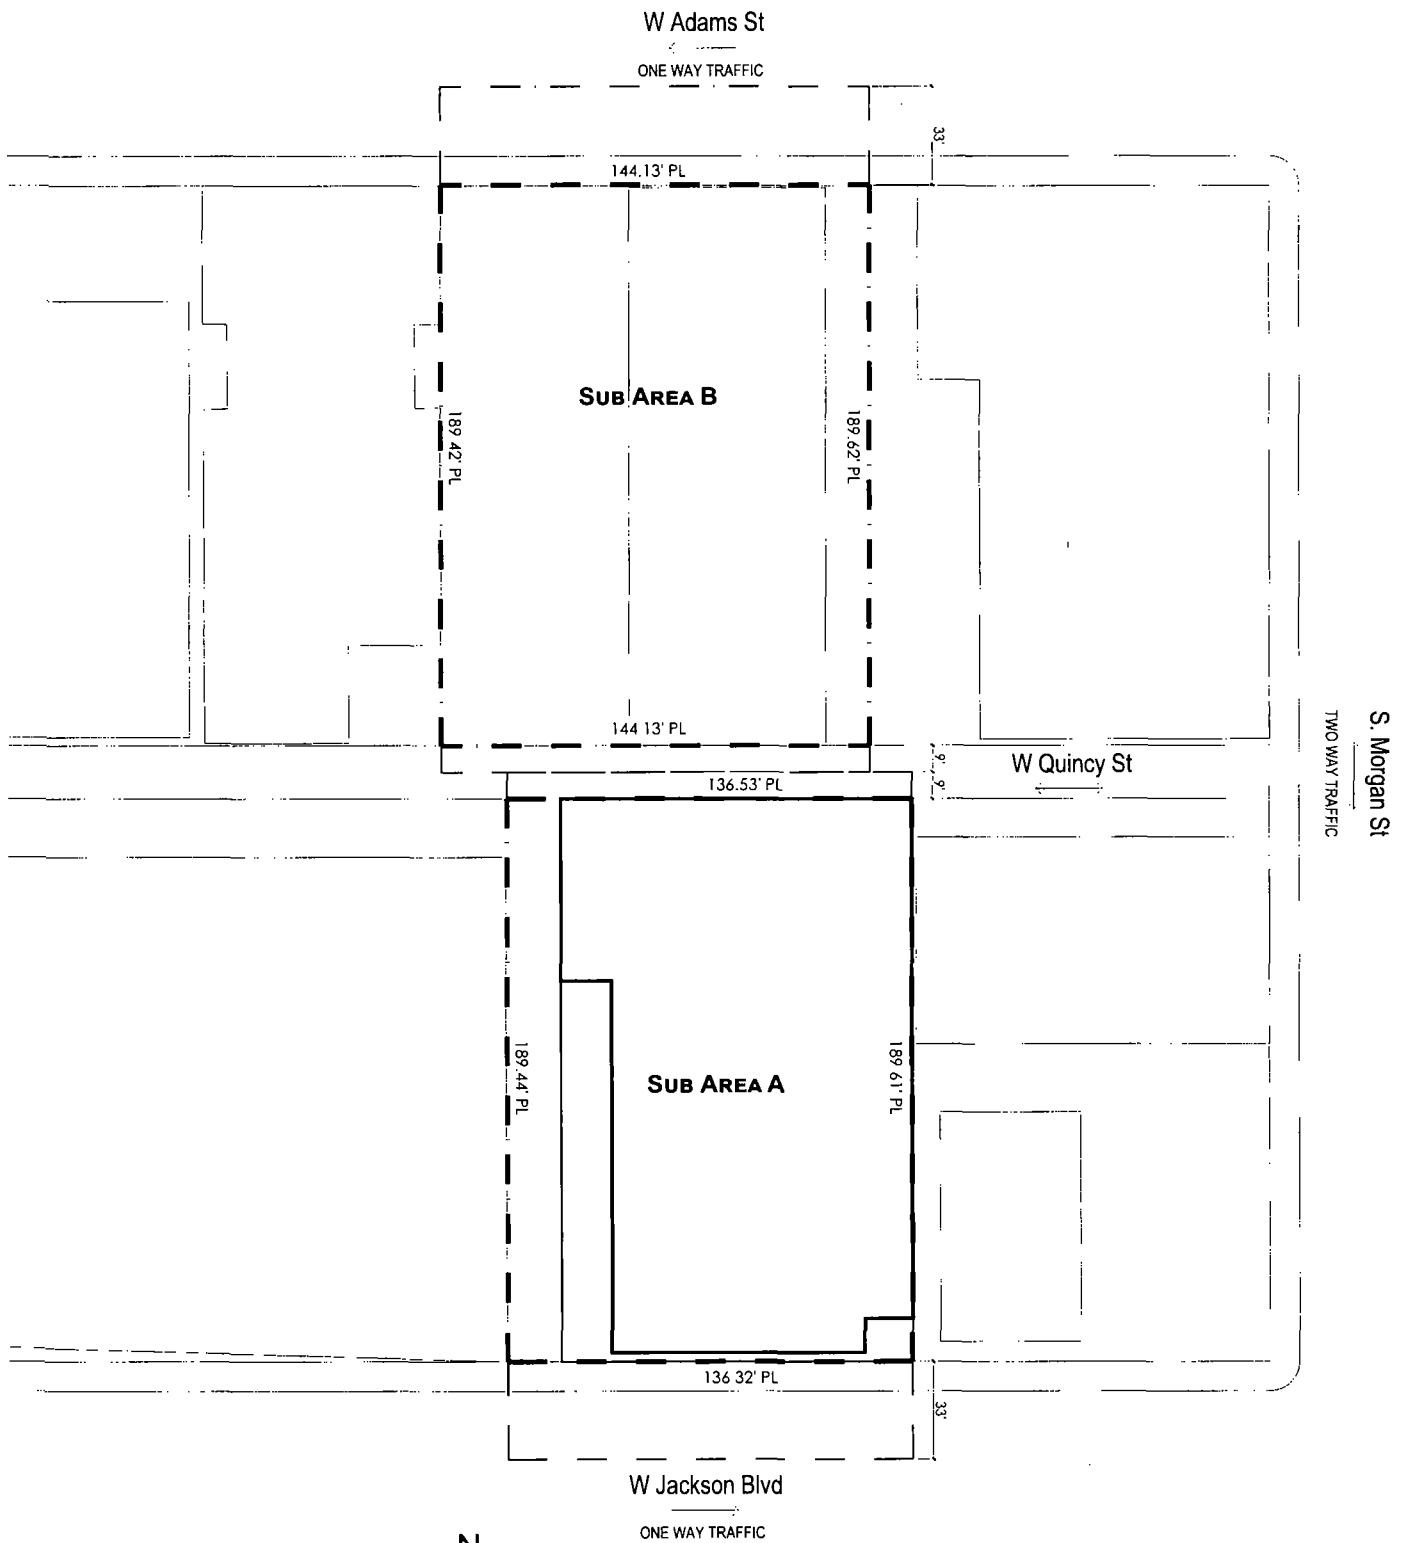 W Adams St
ONE WAY TRAFFIC
33'
144.13' PL
SUB AREA B
189 42' PL
189.62' PL
144 13' PL
9'
9'
W Quincy St
S. Morgan St
TWO WAY TRAFFIC
136.53' PL
189.44' PL
SUB AREA A
189 61' PL
136 32' PL
33'
W Jackson Blvd
ONE WAY TRAFFIC